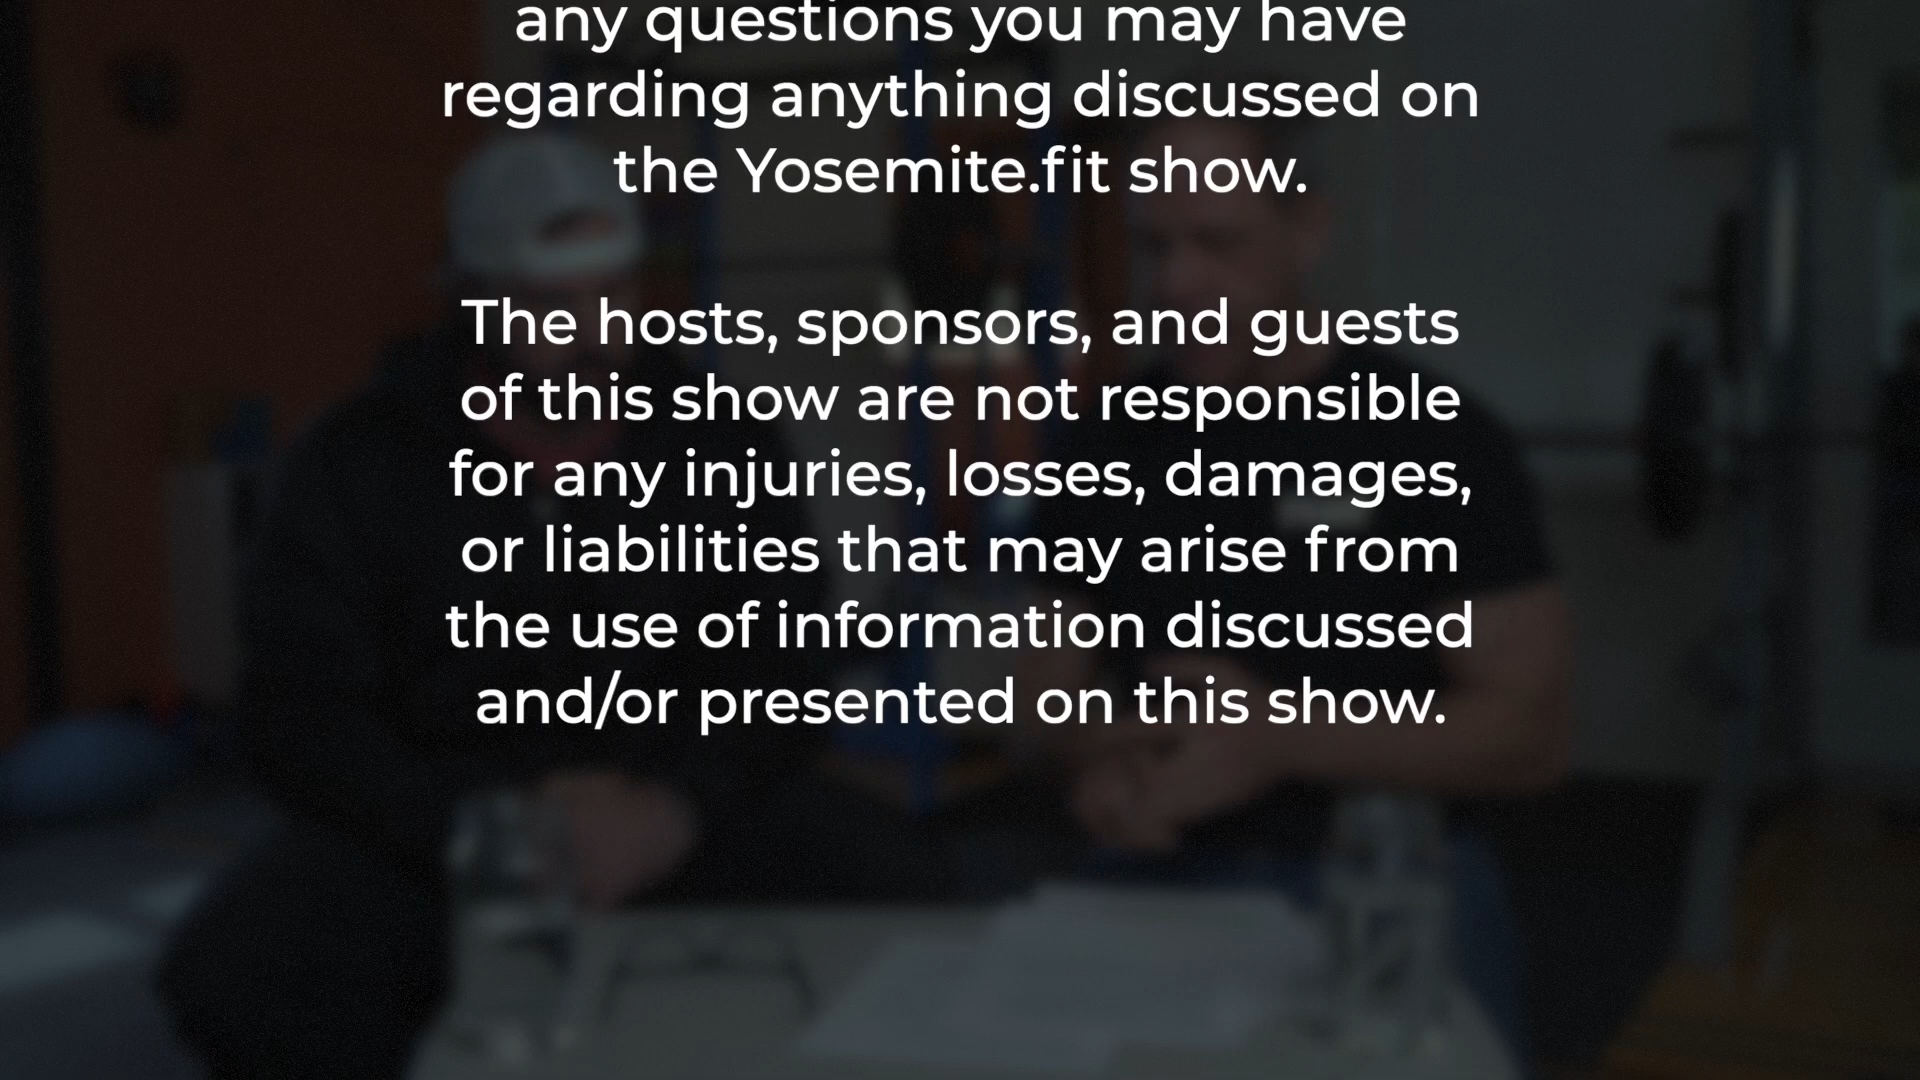 any questions you may have
regarding anything discussed on
the Yosemite.fit show.
The hosts, sponsors, and guests
of this show are not responsible
for any injuries, losses, damages,
or liabilities that may arise from
the use of information discussed
and/or presented on this show.